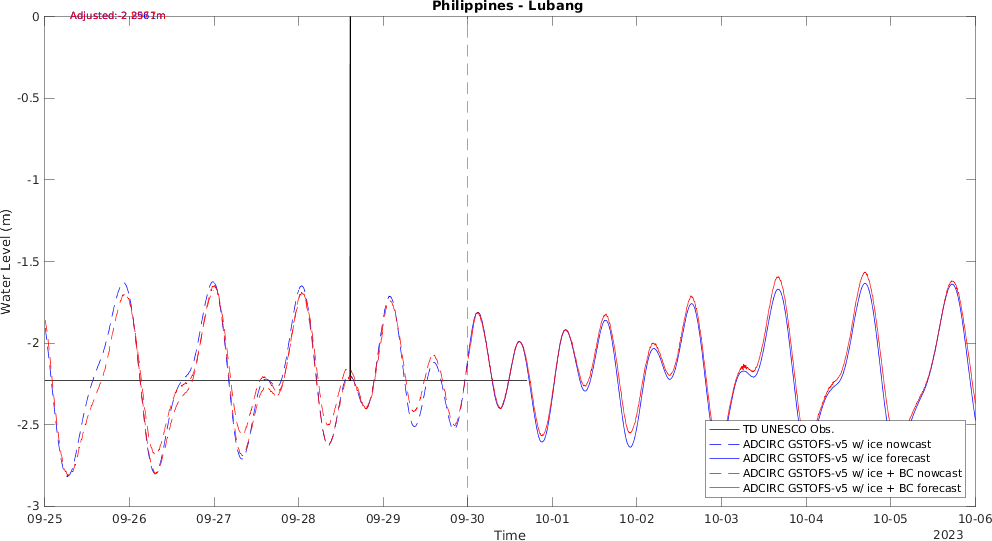 Philippines - Lubang
Adjusted:
0
-0.5
-1
-1.5
-2
-2.5
-3
Water Level (m)
09-25 09-26 09-27 09-28 09-29 09-30 10-01 10-02 10-03 10-04 10-05 10-06
Time
2023
TD UNESCO Obs.
ADCIRC GSTOFS-v5 w/ ice nowcast
ADCIRC GSTOFS-v5 w/ ice forecast
ADCIRC GSTOFS-v5 w/ ice + BC nowcast
ADCIRC GSTOFS-v5 w/ ice + BC forecast